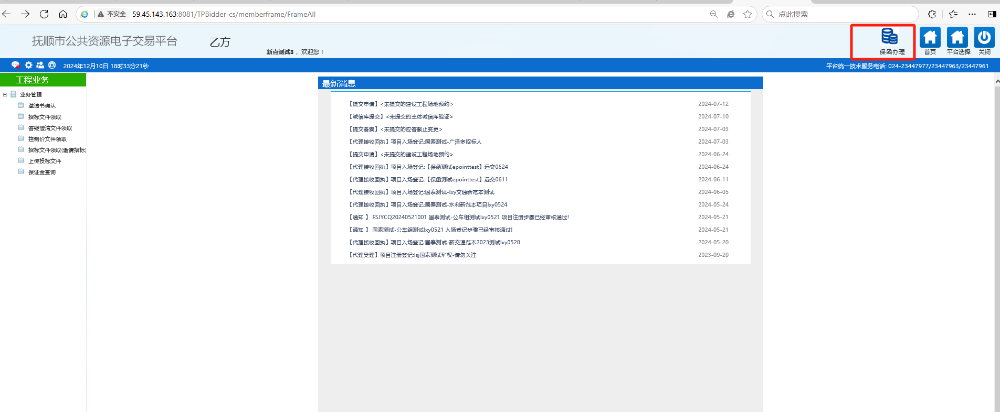 不安全 59.45.143.163:8081/TPBidder-cs/memberframe/FrameAll 点此搜索
抚顺市公共资源电子交易平台 乙方
新点测试3 ，欢迎您！
保函办理 首页 平台选择 关闭
2024年12月10日 18时33分21秒 平台统一技术服务电话: 024-23447977/23447963/23447961
工程业务
业务管理
邀请书确认
招标文件领取
答疑澄清文件领取
控制价文件领取
招标文件领取(邀请招标)
上传投标文件
保证金查询
最新消息
【提交申请】<未提交的建设工程场地预约> 2024-07-12
【诚信库提交】<未提交的主体诚信库验证> 2024-07-10
【提交备案】<未提交的应答截止变更> 2024-07-03
【代理接收回执】项目入场登记:国泰测试-广泽多招标人 2024-07-03
【提交申请】<未提交的建设工程场地预约> 2024-06-24
【代理接收回执】项目入场登记:【保函测试epointtest】远交0624 2024-06-24
【代理接收回执】项目入场登记:【保函测试epointtest】远交0611 2024-06-11
【代理接收回执】项目入场登记:国泰测试-lxy交通新范本测试 2024-06-05
【代理接收回执】项目入场登记:国泰测试-水利新范本项目lxy0524 2024-05-24
【通知 】 FSJYCQ20240521001 国泰测试-公车组测试lxy0521 项目注册步骤已经审核通过! 2024-05-21
【通知 】 国泰测试-公车组测试lxy0521 入场登记步骤已经审核通过! 2024-05-21
【代理接收回执】项目入场登记:国泰测试-新交通范本2023测试lxy0520 2024-05-20
【代理受理】项目注册登记:lsj国泰测试矿权-请勿关注 2023-09-20